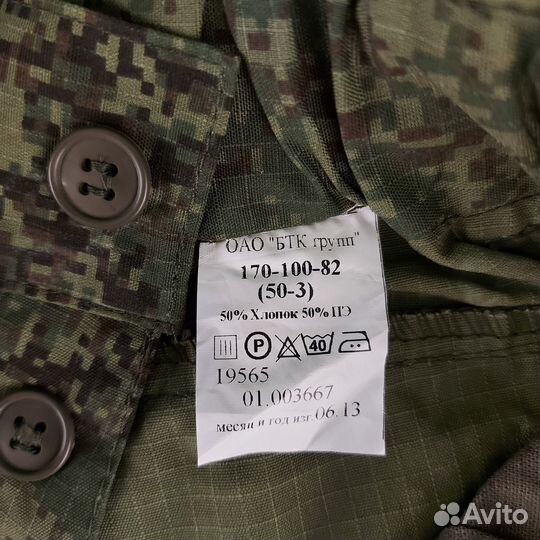 ОАО "БТК групп"
170-100-82
(50-3)
50% Хлопок 50% ПЭ
P 40
19565
01.003667
месяц и год изг. 06.13
Avito